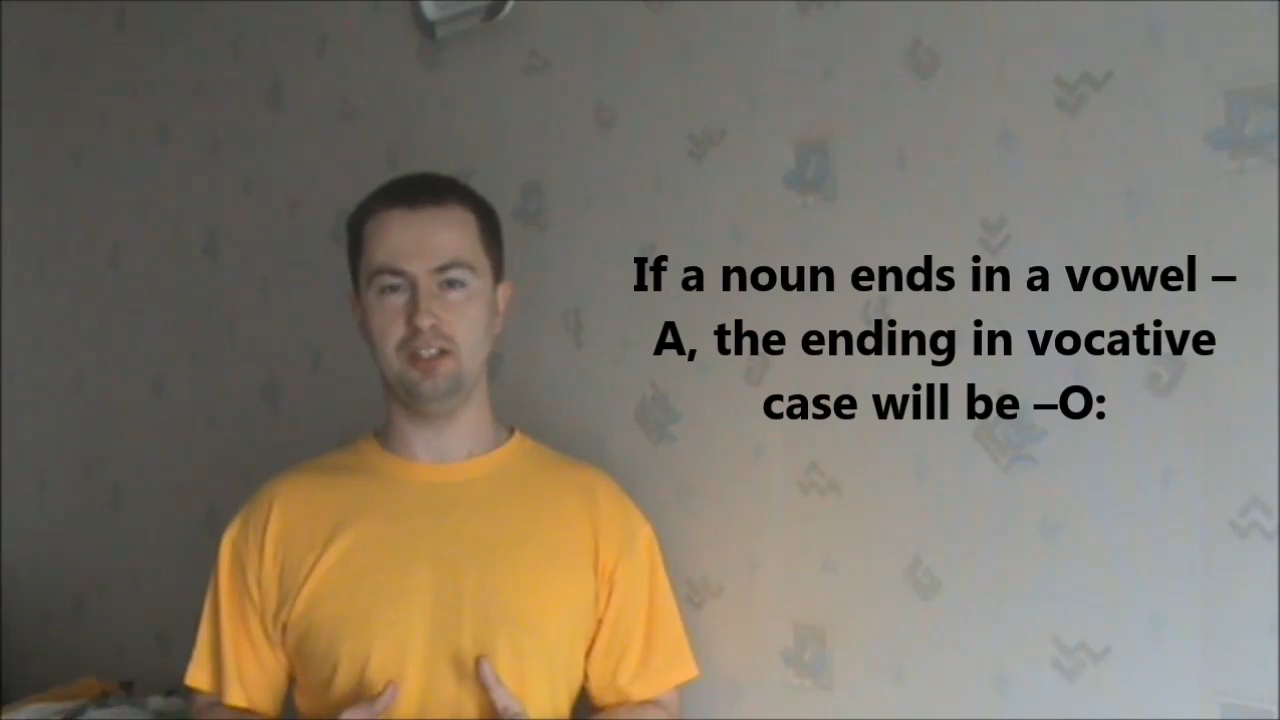 If a noun ends in a vowel –
A, the ending in vocative
case will be –O: